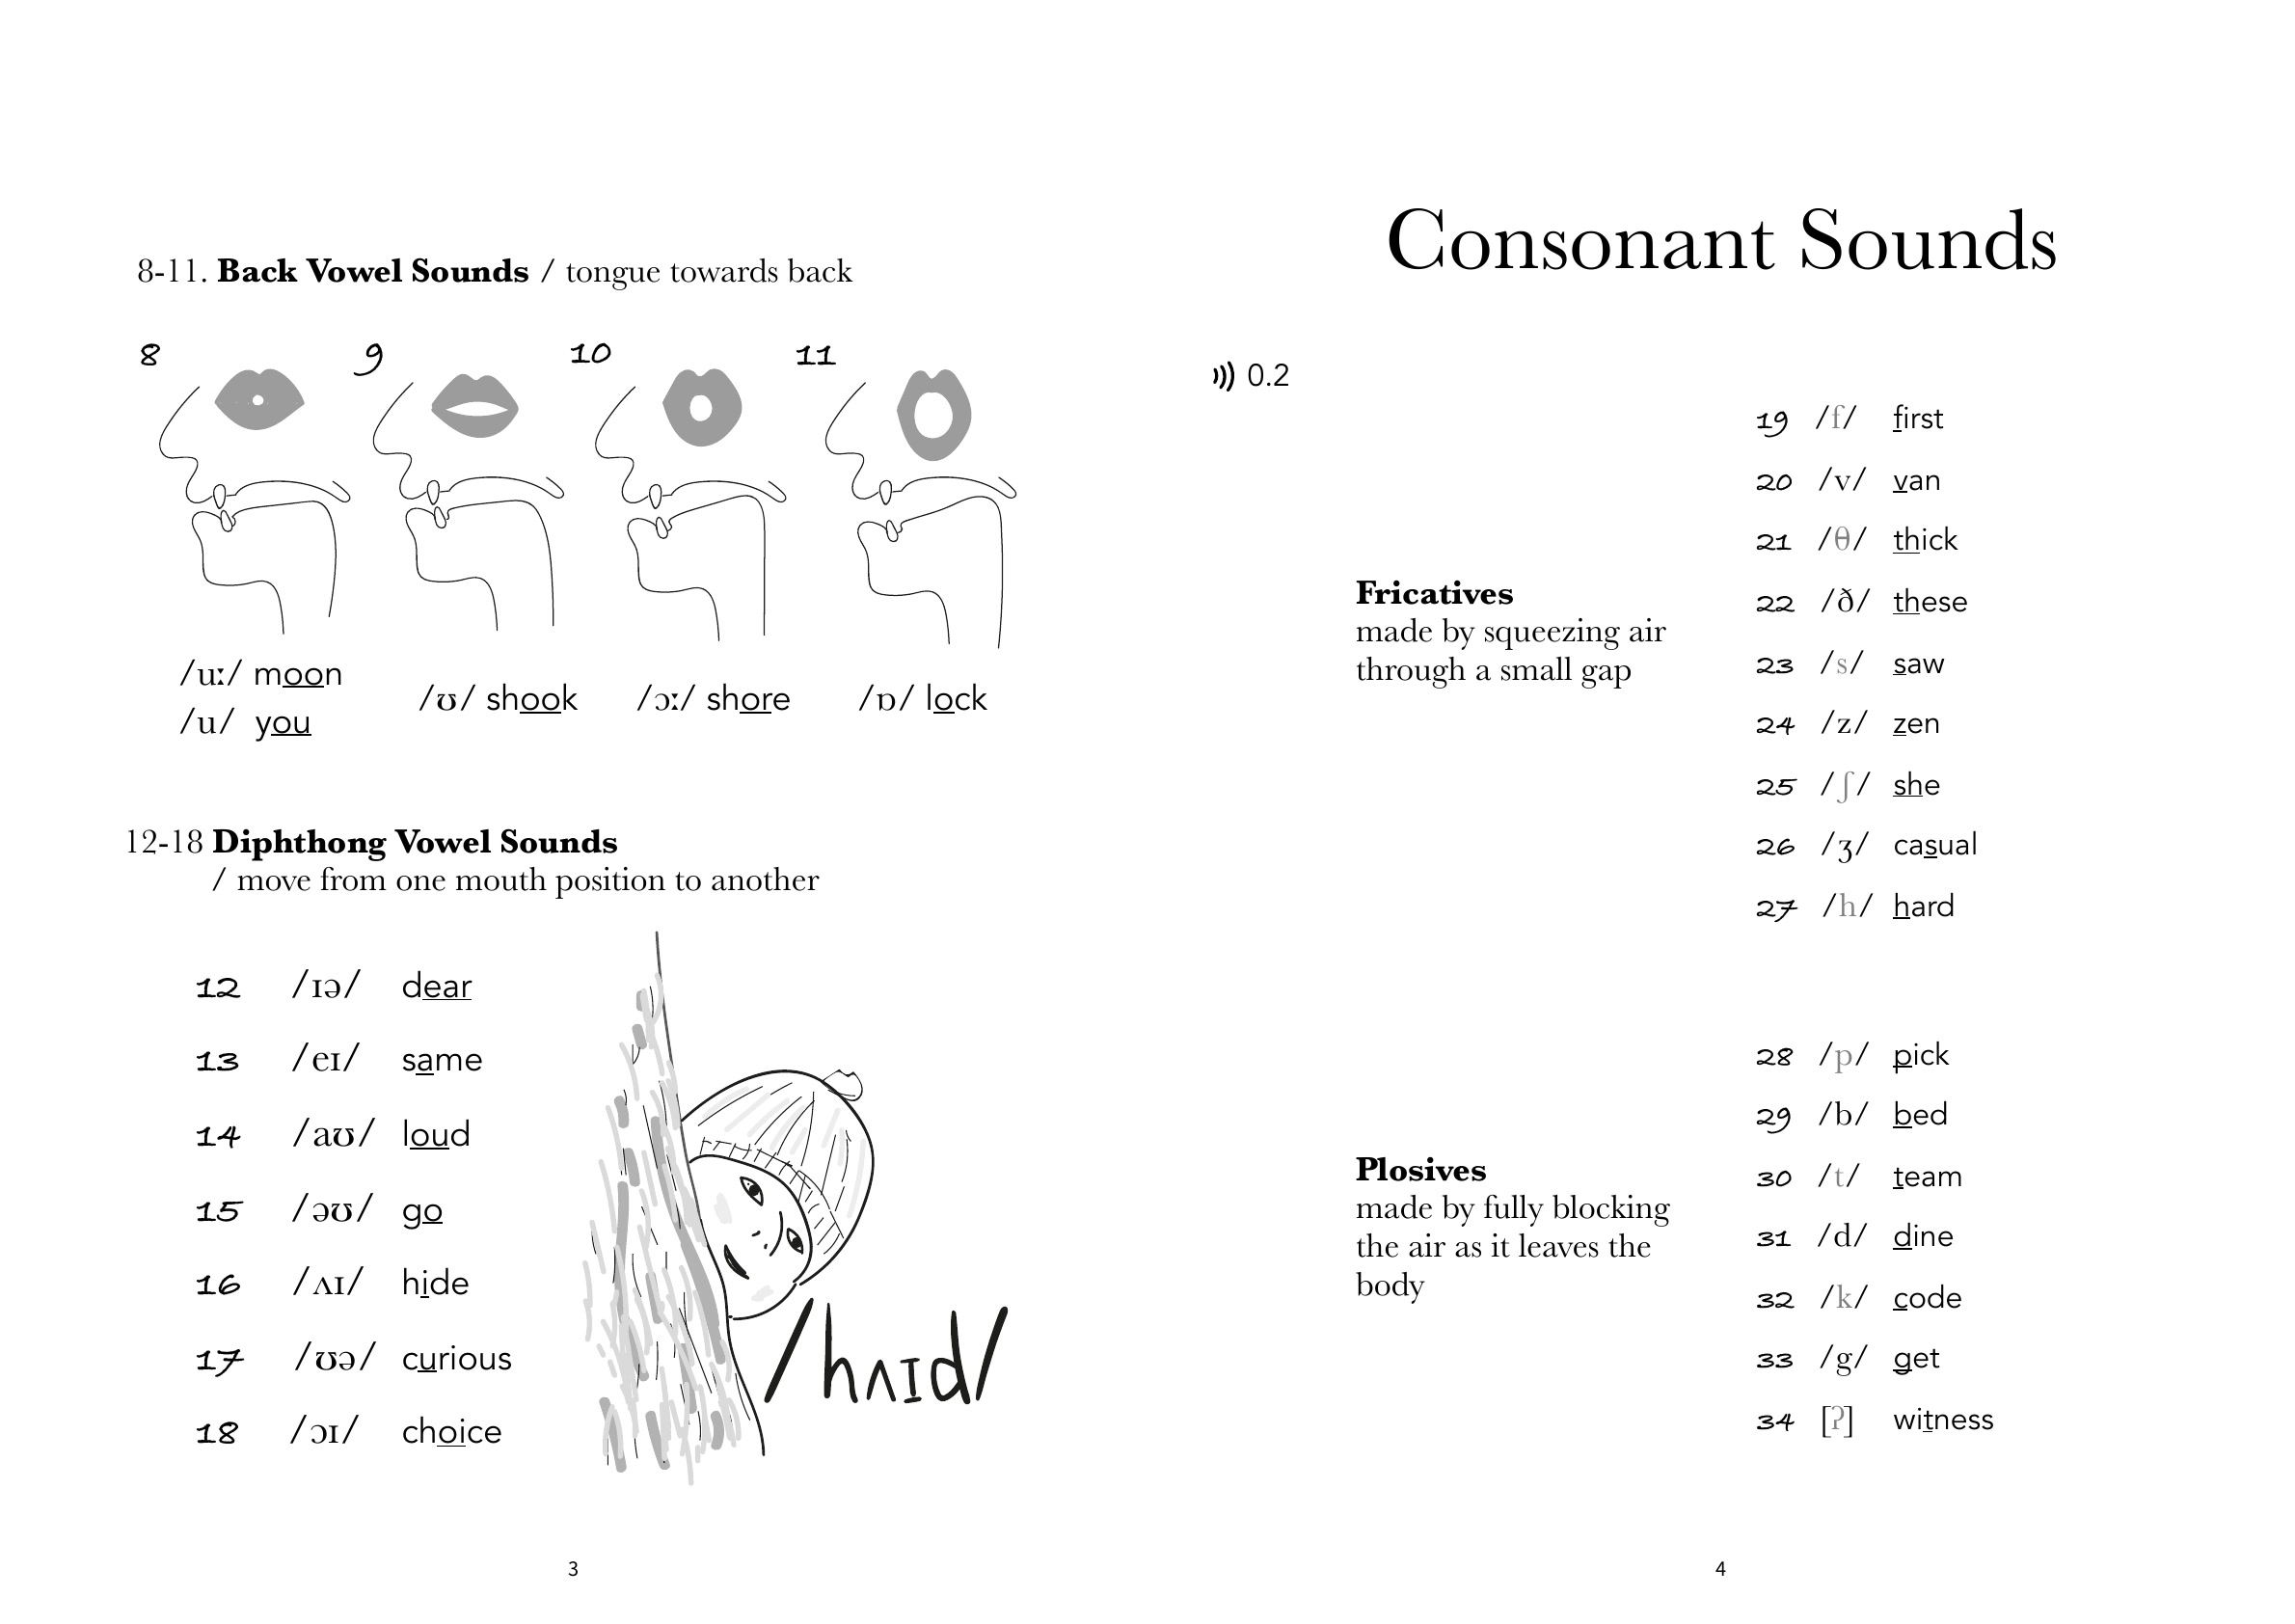 8-11. Back Vowel Sounds / tongue towards back
8 9 10 11
/uː/ moon
/u/ you
/ʊ/ shook
/ɔː/ shore
/ɒ/ lock
12-18 Diphthong Vowel Sounds
/ move from one mouth position to another
12 /ɪə/ dear
13 /eɪ/ same
14 /aʊ/ loud
15 /əʊ/ go
16 /ʌɪ/ hide
17 /ʊə/ curious
18 /ɔɪ/ choice
/hʌɪd/
3
Consonant Sounds
0.2
Fricatives
made by squeezing air
through a small gap
19 /f/ first
20 /v/ van
21 /θ/ thick
22 /ð/ these
23 /s/ saw
24 /z/ zen
25 /ʃ/ she
26 /ʒ/ casual
27 /h/ hard
Plosives
made by fully blocking
the air as it leaves the
body
28 /p/ pick
29 /b/ bed
30 /t/ team
31 /d/ dine
32 /k/ code
33 /g/ get
34 [ʔ] witness
4